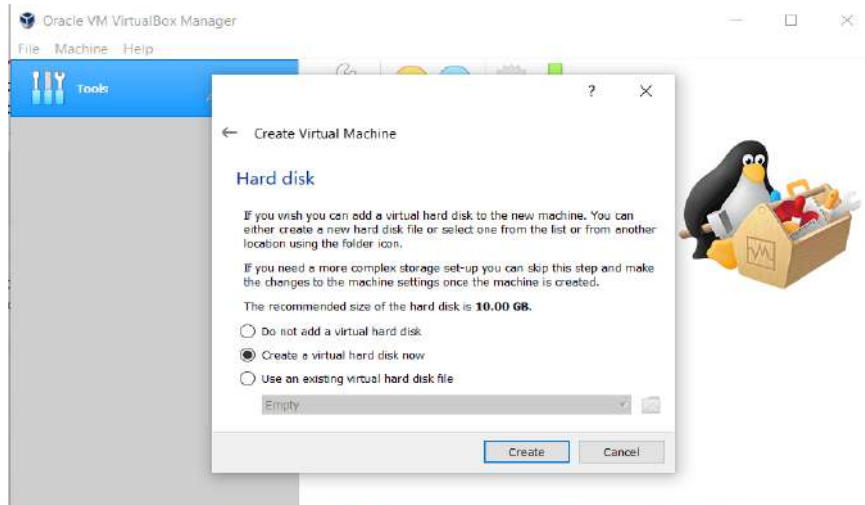 Oracle VM VirtualBox Manager
File Machine Help
Tools
?
Create Virtual Machine
Hard disk
If you wish you can add a virtual hard disk to the new machine. You can
either create a new hard disk file or select one from the list or from another
location using the folder icon.
If you need a more complex storage set-up you can skip this step and make
the changes to the machine settings once the machine is created.
The recommended size of the hard disk is 10.00 GB.
Do not add a virtual hard disk
Create a virtual hard disk now
Use an existing virtual hard disk file
Empty
Create Cancel